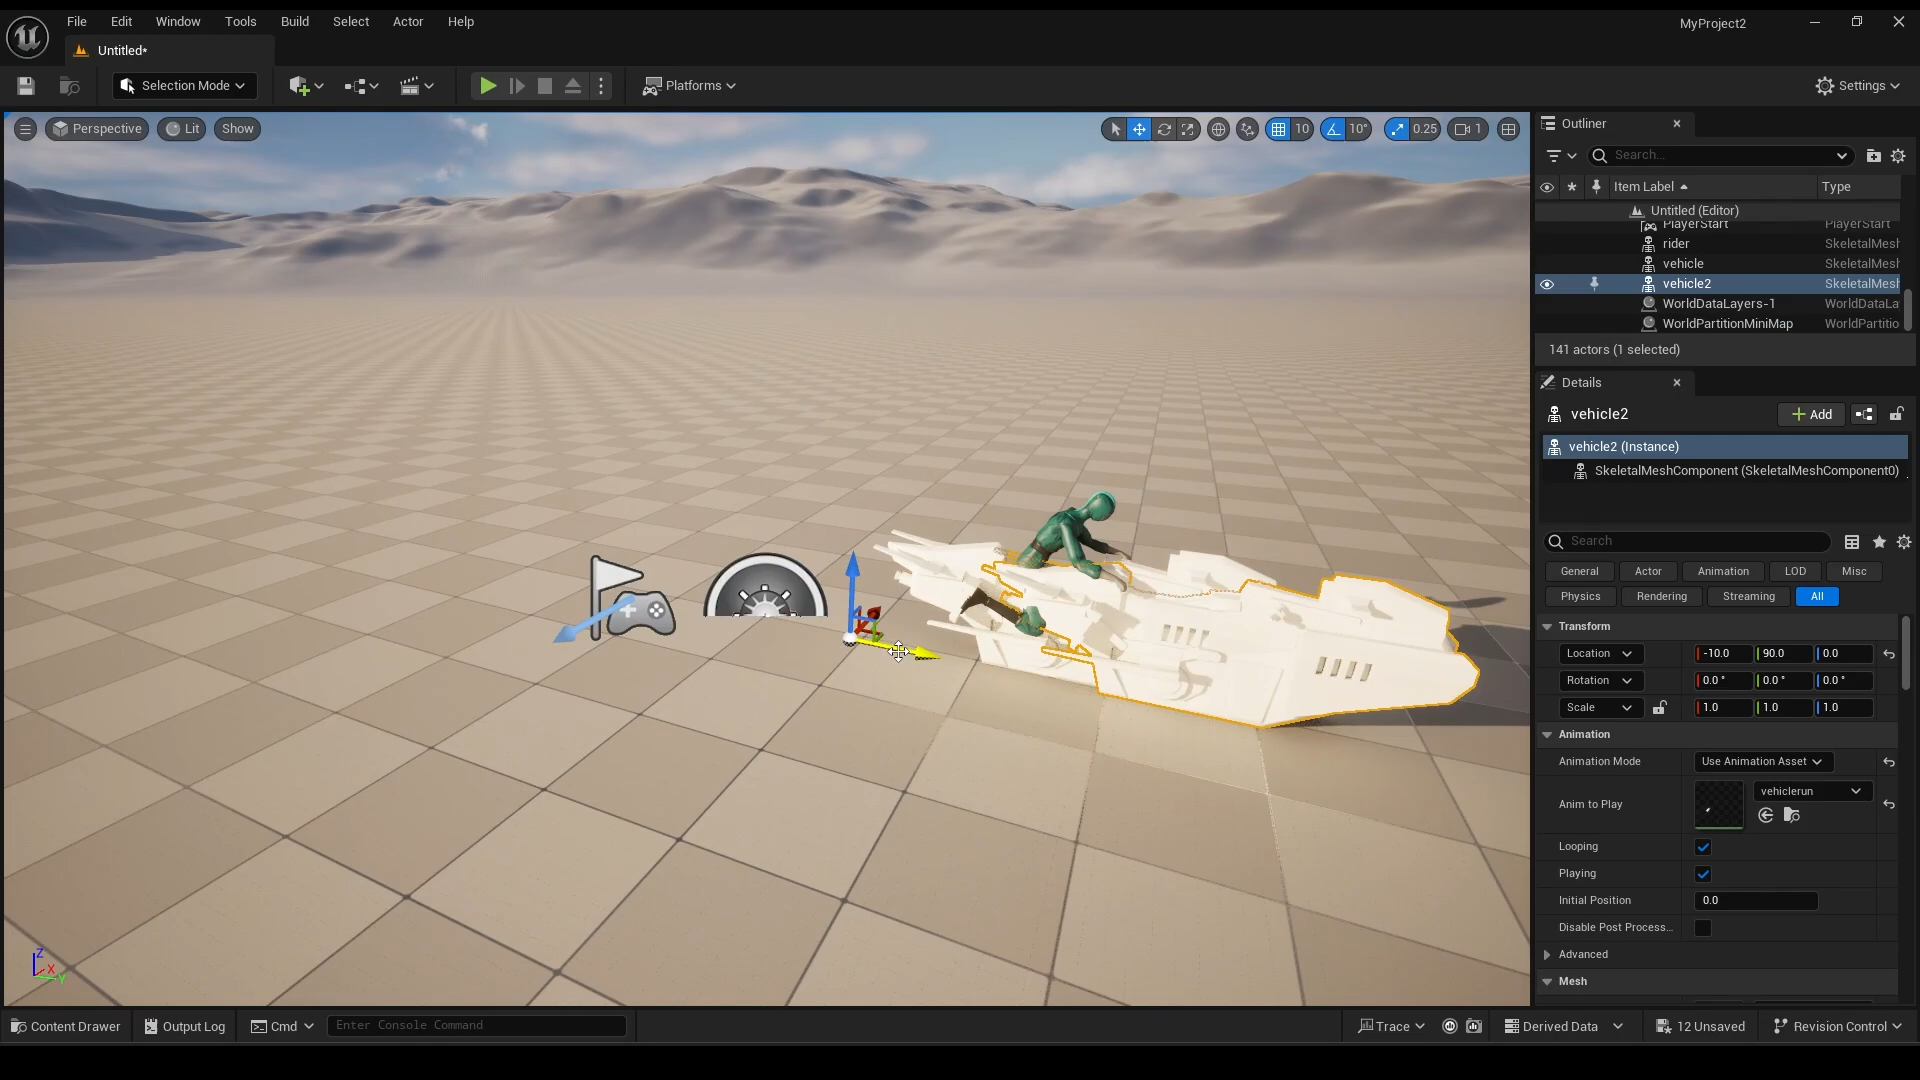 File Edit Window Tools Build Select Actor Help
MyProject2
Untitled*
Selection Mode
Platforms
Settings
Perspective Lit Show
10 10° 0.25 1
Outliner
Search...
Item Label Type
Untitled (Editor)
PlayerStart PlayerStart
rider SkeletalMesh
vehicle SkeletalMesh
vehicle2 SkeletalMesh
WorldDataLayers-1 WorldDataLa
WorldPartitionMiniMap WorldPartitio
141 actors (1 selected)
Details
vehicle2 Add
vehicle2 (Instance)
SkeletalMeshComponent (SkeletalMeshComponent0)
Search
General Actor Animation LOD Misc
Physics Rendering Streaming All
Transform
Location -10.0 90.0 0.0
Rotation 0.0 ° 0.0 ° 0.0 °
Scale 1.0 1.0 1.0
Animation
Animation Mode Use Animation Asset
vehiclerun
Anim to Play
Looping
Playing
Initial Position 0.0
Disable Post Process...
Advanced
Mesh
Z
X
Y
Content Drawer Output Log Cmd Enter Console Command Trace Derived Data 12 Unsaved Revision Control